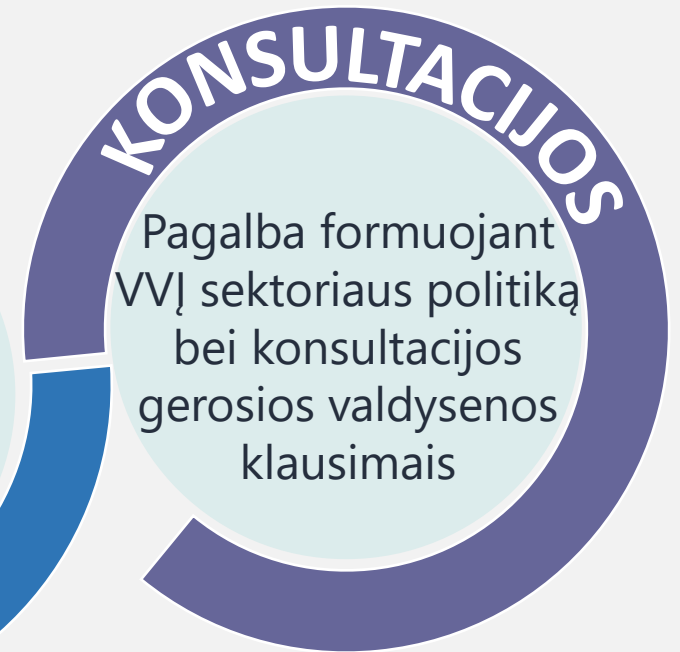 KONSULTACIJOS
Pagalba formuojant
VVĮ sektoriaus politiką
bei konsultacijos
gerosios valdysenos
klausimais